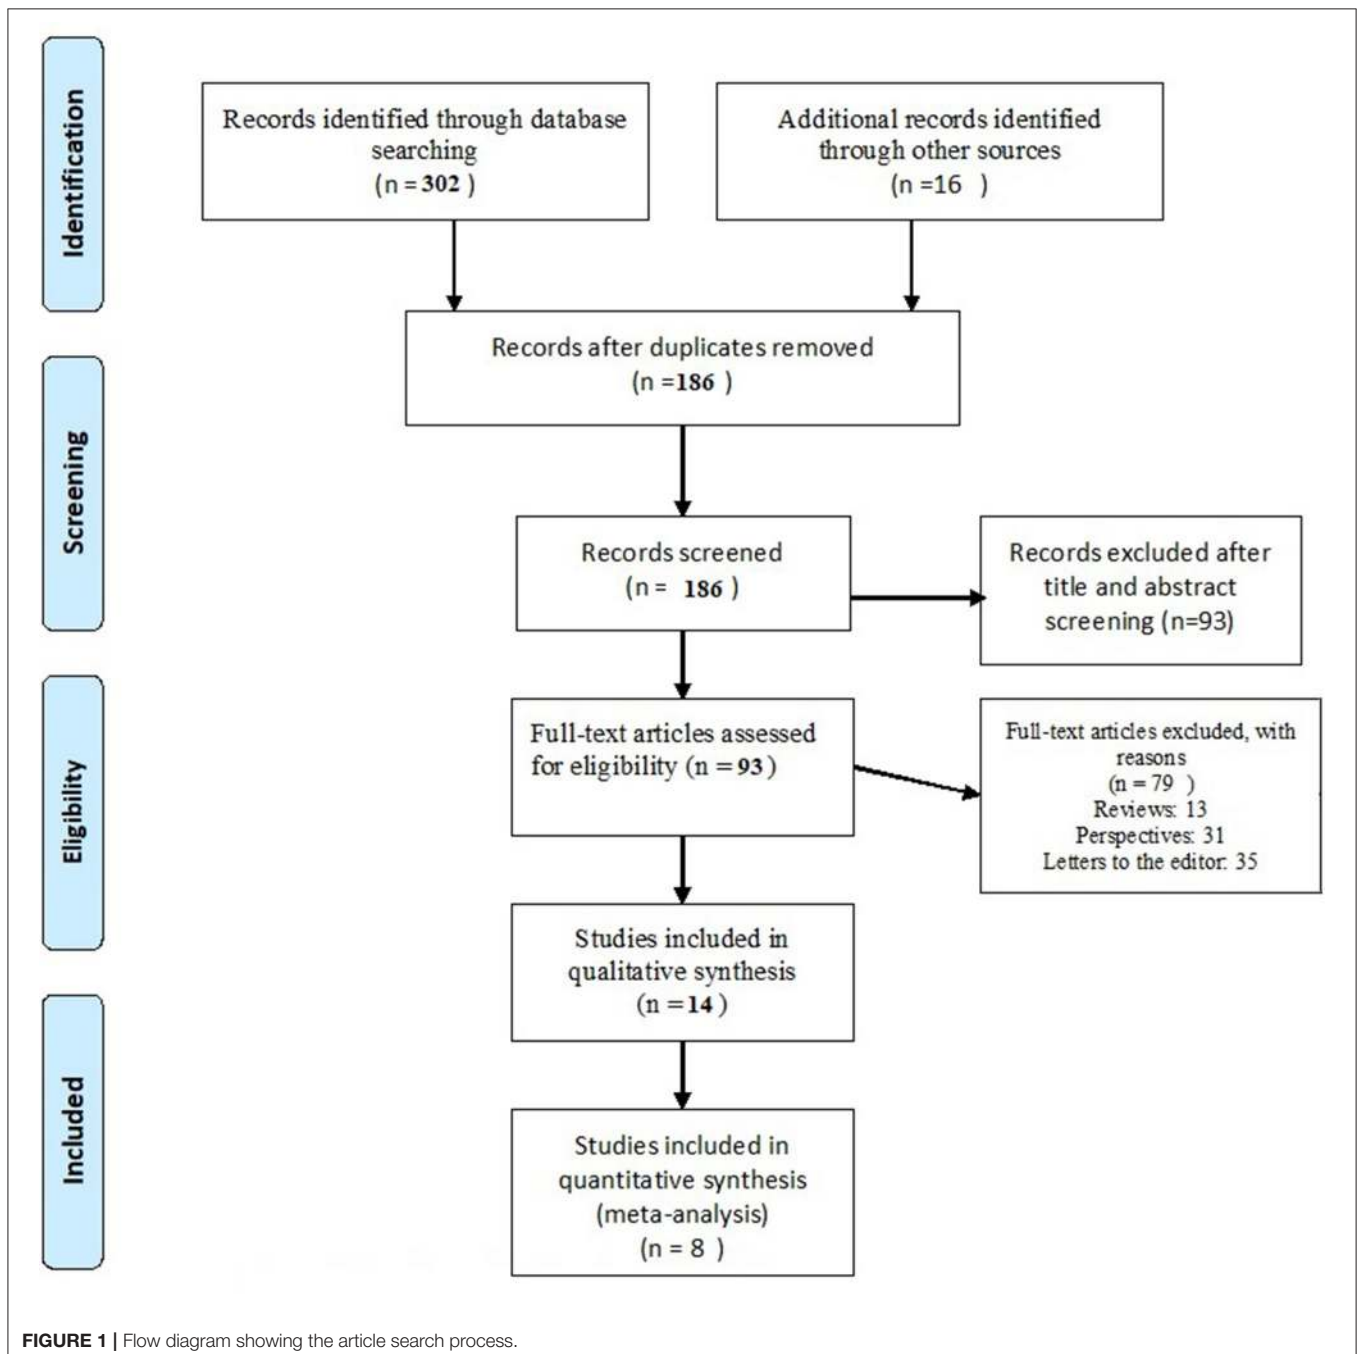 Identification
Records identified through database
searching
(n = 302 )
Additional records identified
through other sources
(n =16 )
Records after duplicates removed
(n =186 )
Screening
Records screened
(n = 186 )
Records excluded after
title and abstract
screening (n=93)
Eligibility
Full-text articles assessed
for eligibility (n = 93 )
Full-text articles excluded, with
reasons
(n = 79 )
Reviews: 13
Perspectives: 31
Letters to the editor: 35
Studies included in
qualitative synthesis
(n = 14 )
Included
Studies included in
quantitative synthesis
(meta-analysis)
(n = 8 )
FIGURE 1 | Flow diagram showing the article search process.